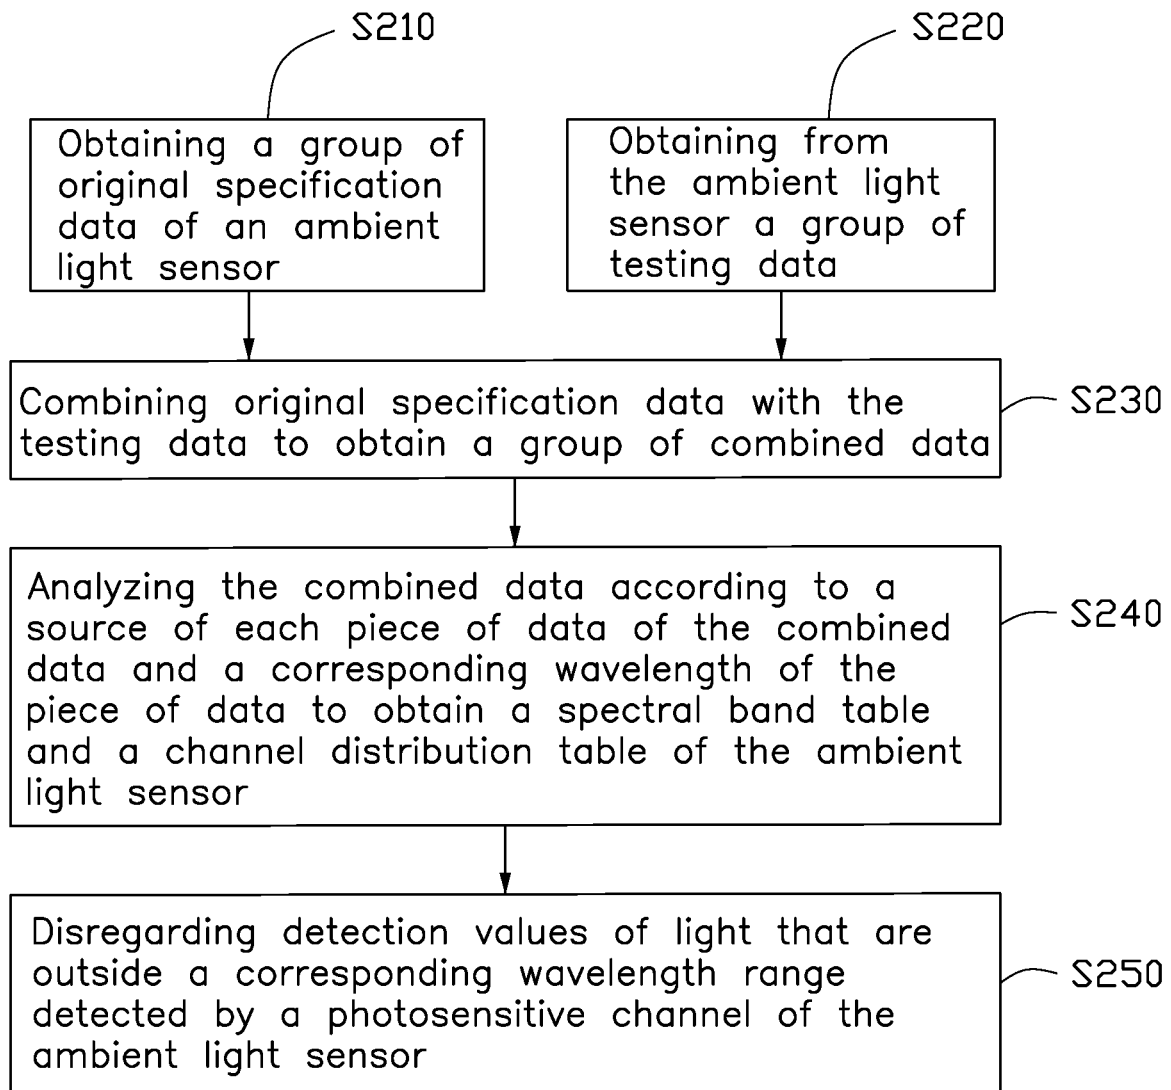 S210
Obtaining a group of
original specification
data of an ambient
light sensor
S220
Obtaining from
the ambient light
sensor a group of
testing data
Combining original specification data with the
testing data to obtain a group of combined data
S230
Analyzing the combined data according to a
source of each piece of data of the combined
data and a corresponding wavelength of the
piece of data to obtain a spectral band table
and a channel distribution table of the ambient
light sensor
S240
Disregarding detection values of light that are
outside a corresponding wavelength range
detected by a photosensitive channel of the
ambient light sensor
S250